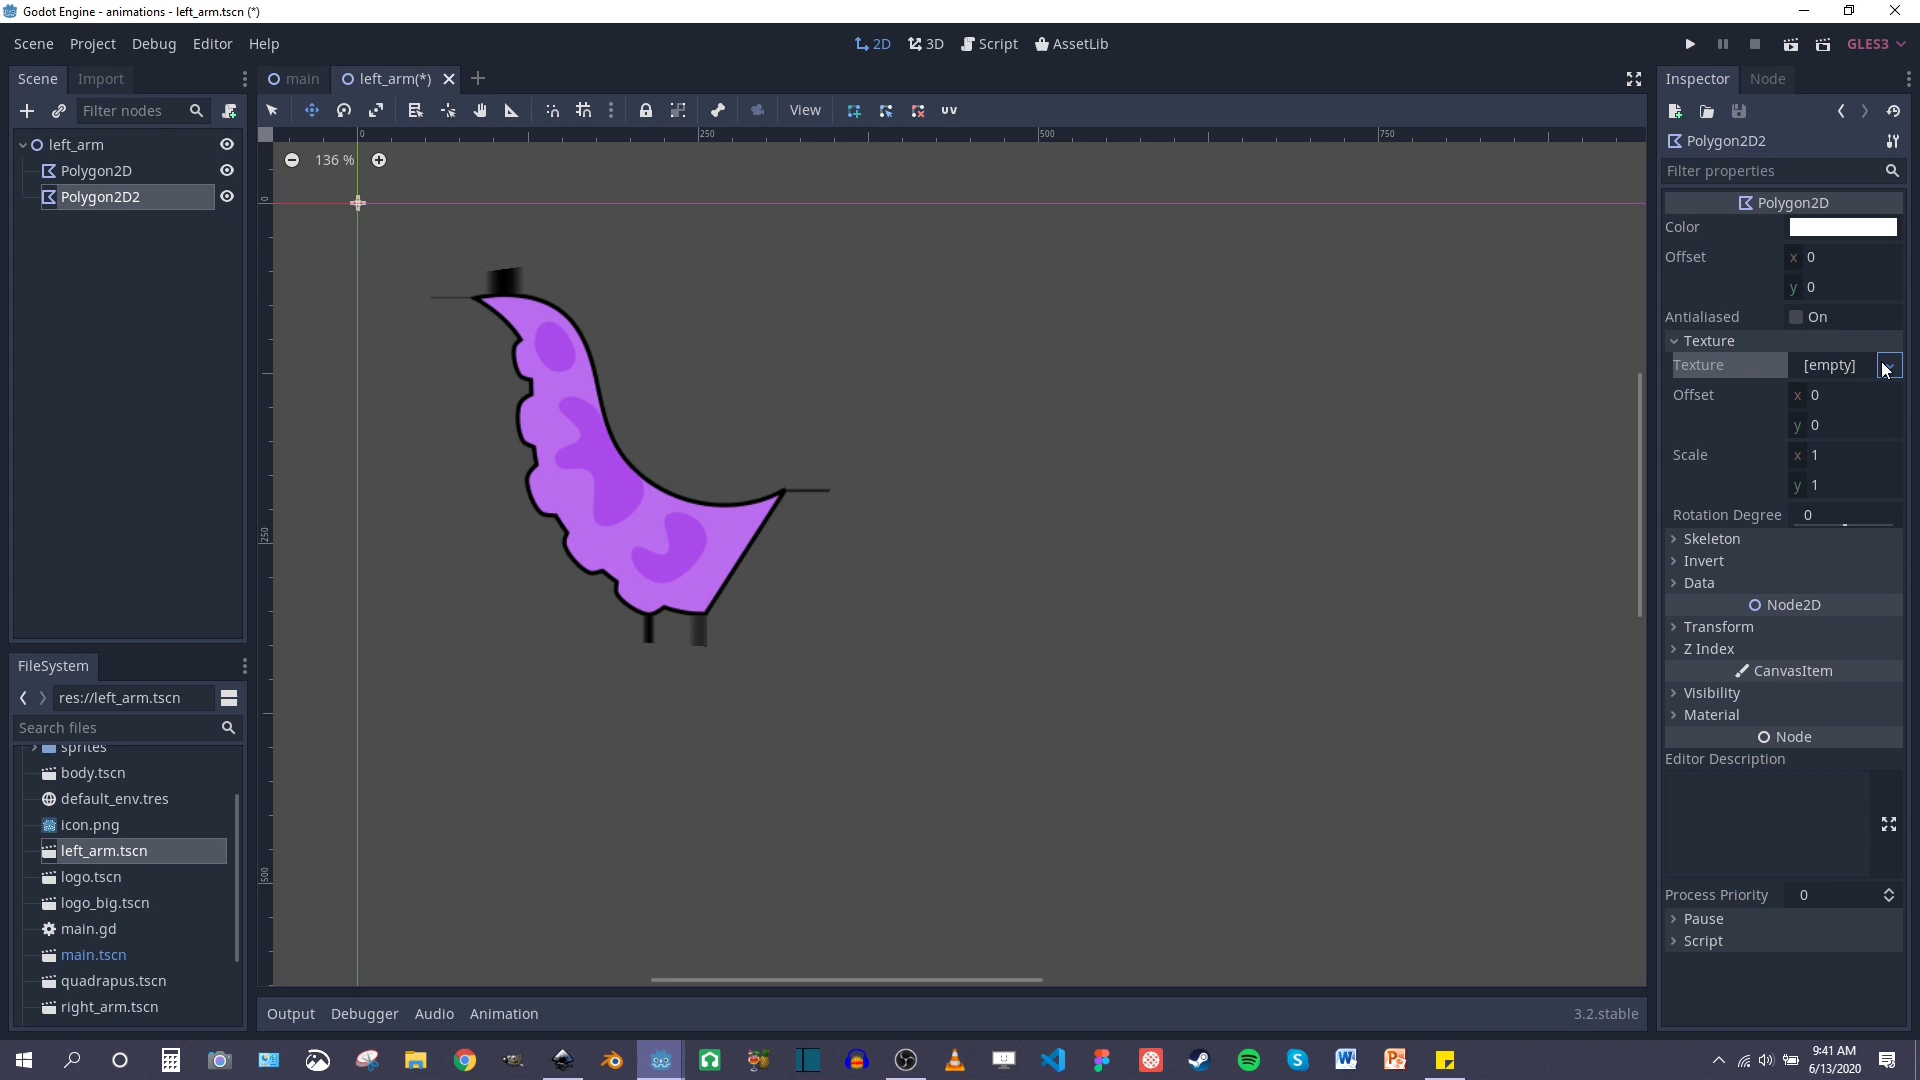 Godot Engine - animations - left_arm.tscn (*)
Scene Project Debug Editor Help
2D 3D Script AssetLib
GLES3
Scene Import
main left_arm(*)
Inspector Node
Filter nodes
View UV
Polygon2D2
left_arm
Polygon2D
Polygon2D2
136 %
0 250 500 750
0
250
500
Filter properties
Polygon2D
Color
Offset x 0
y 0
Antialiased On
Texture
Texture [empty]
Offset x 0
y 0
Scale x 1
y 1
Rotation Degree 0
Skeleton
Invert
Data
Node2D
Transform
Z Index
CanvasItem
Visibility
Material
Node
Editor Description
Process Priority 0
Pause
Script
FileSystem
res://left_arm.tscn
Search files
sprites
body.tscn
default_env.tres
icon.png
left_arm.tscn
logo.tscn
logo_big.tscn
main.gd
main.tscn
quadrapus.tscn
right_arm.tscn
Output Debugger Audio Animation
3.2.stable
9:41 AM
6/13/2020